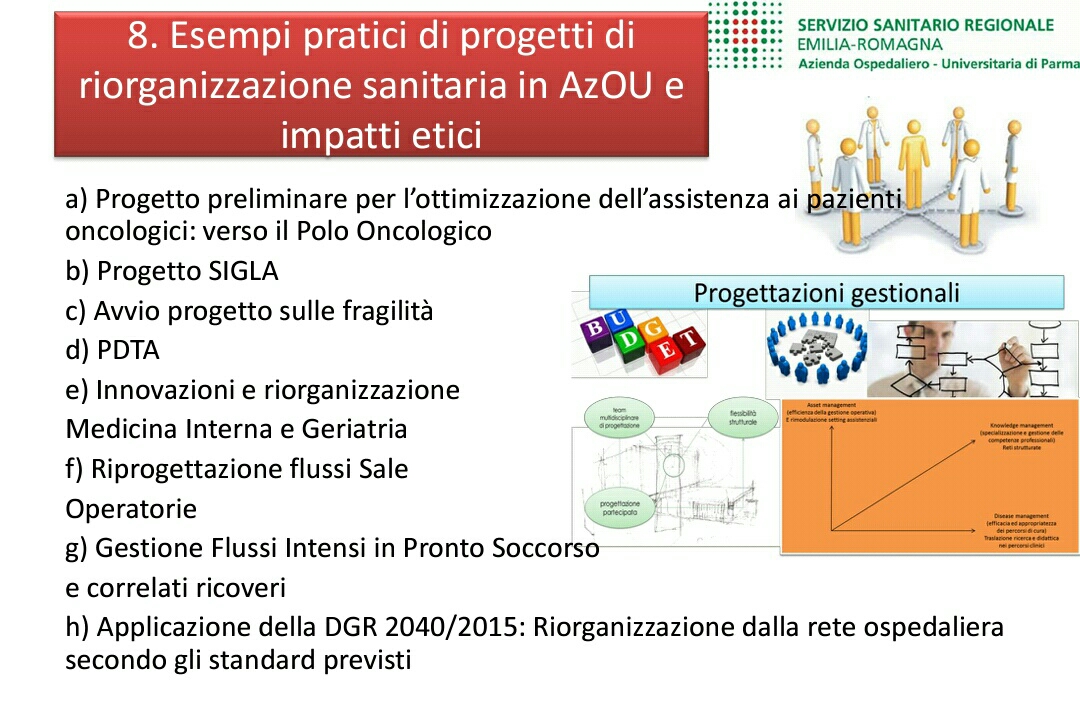 8. Esempi pratici di progetti di
riorganizzazione sanitaria in AzOU e
impatti etici
SERVIZIO SANITARIO REGIONALE
EMILIA-ROMAGNA
Azienda Ospedaliero - Universitaria di Parma
a) Progetto preliminare per l’ottimizzazione dell’assistenza ai pazienti
oncologici: verso il Polo Oncologico
b) Progetto SIGLA
c) Avvio progetto sulle fragilità
d) PDTA
e) Innovazioni e riorganizzazione
Medicina Interna e Geriatria
f) Riprogettazione flussi Sale
Operatorie
g) Gestione Flussi Intensi in Pronto Soccorso
e correlati ricoveri
h) Applicazione della DGR 2040/2015: Riorganizzazione dalla rete ospedaliera
secondo gli standard previsti
Progettazioni gestionali
BUDGET
team
multidisciplinare
di progettazione
flessibilità
strutturale
progettazione
partecipata
Asset management
(efficienza della gestione operativa)
E rimodulazione setting assistenziali
Knowledge management
(specializzazione e gestione delle
competenze professionali)
Reti strutturate
Disease management
(efficacia ed appropriatezza
dei percorsi di cura)
Traslazione ricerca e didattica
nei percorsi clinici